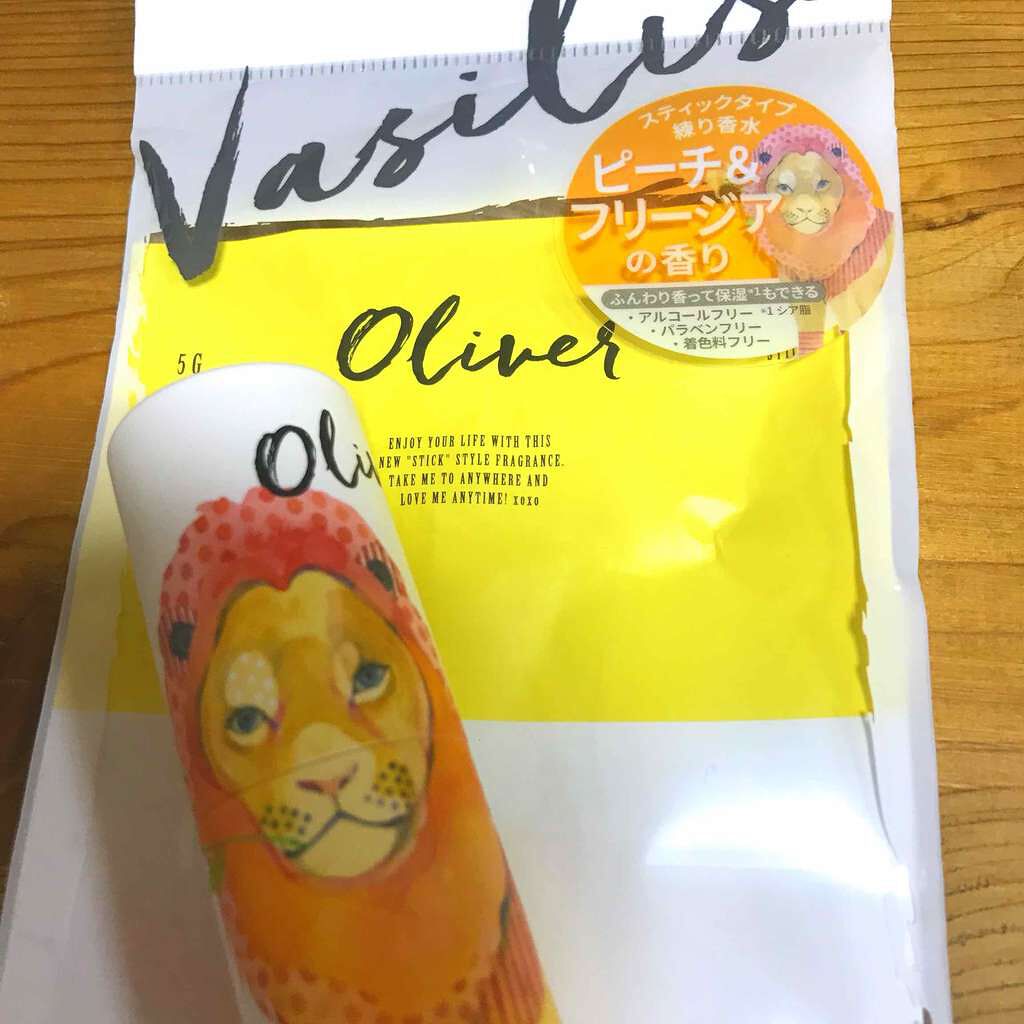 Vasilis
スティックタイプ
練り香水
ピーチ&
フリージア
の香り
ふんわり香って保湿※1もできる
・アルコールフリー ※1 シア脂
・パラベンフリー
・着色料フリー
Oliver
5 G
ENJOY YOUR LIFE WITH THIS
NEW "STICK" STYLE FRAGRANCE.
TAKE ME TO ANYWHERE AND
LOVE ME ANYTIME! xoxo
Oli